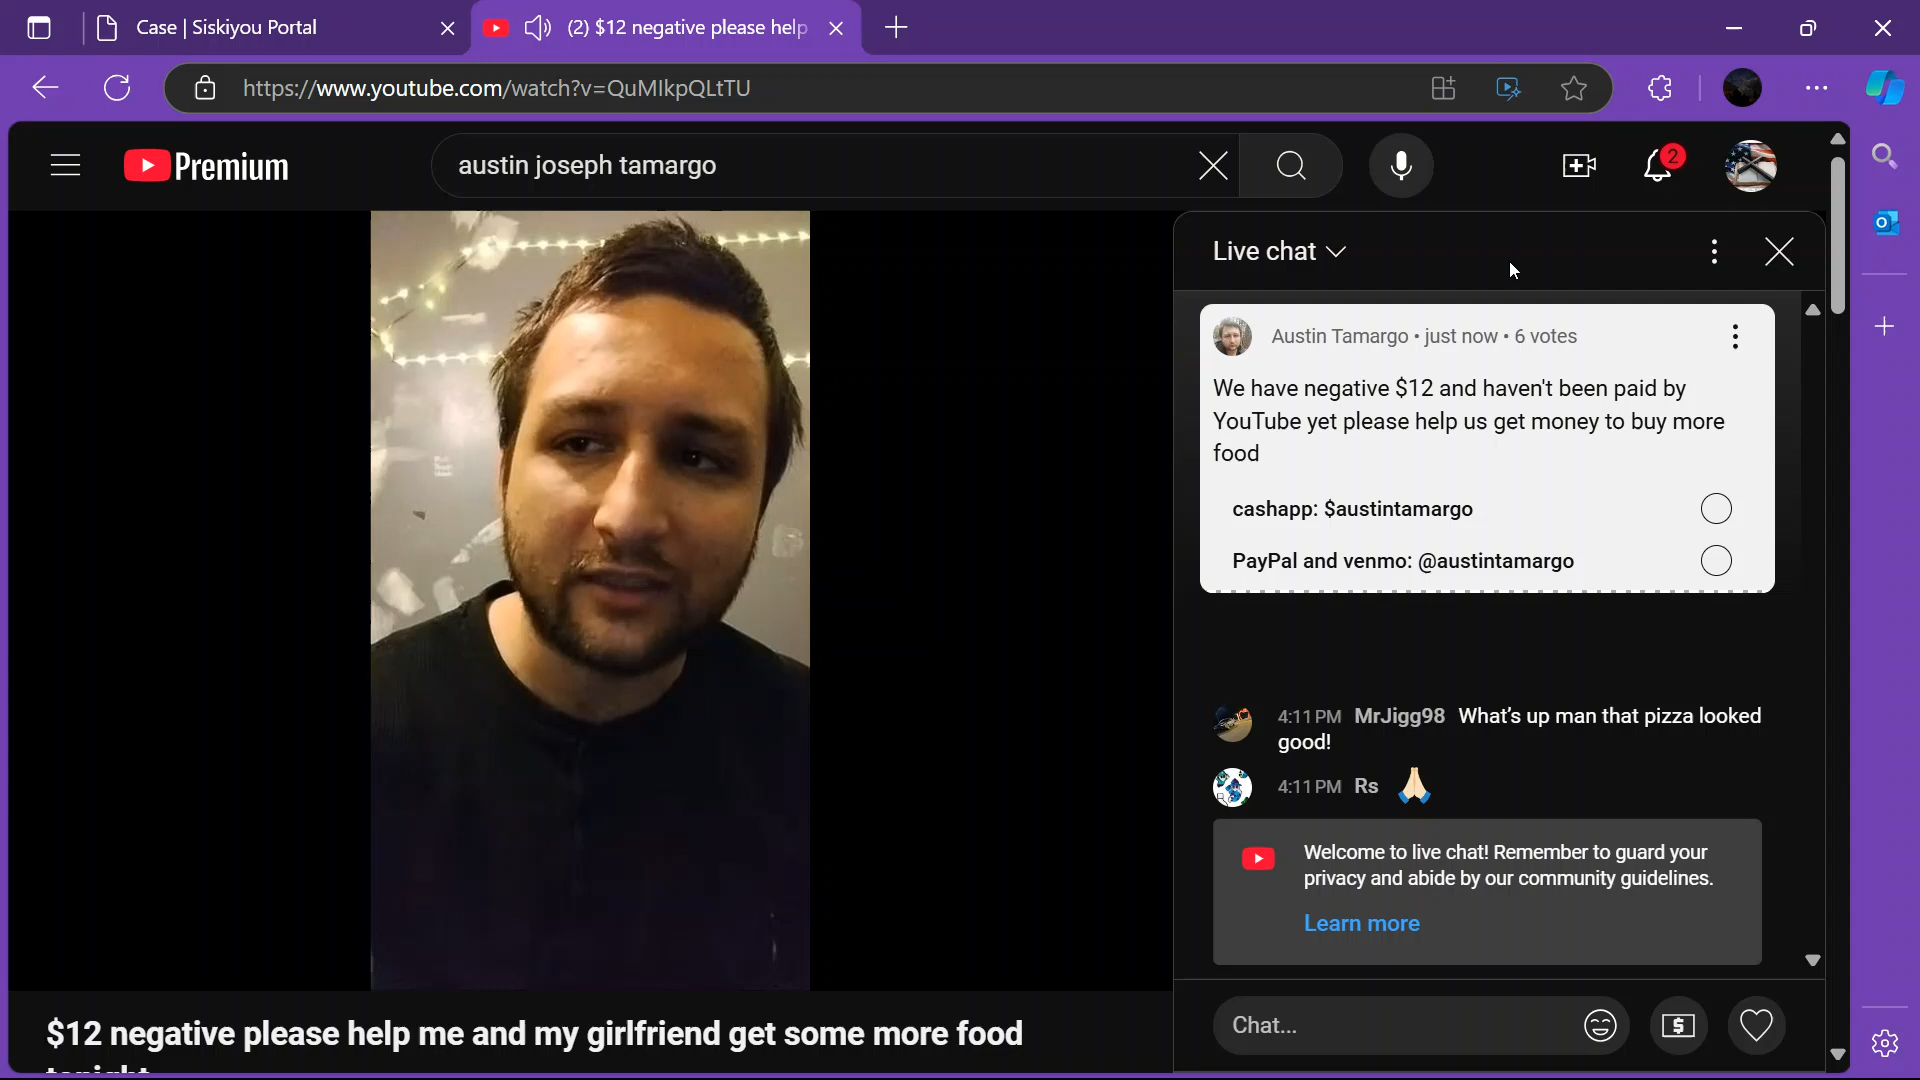 Case | Siskiyou Portal
(2) $12 negative please help
https://www.youtube.com/watch?v=QuMIkpQLtTU
Premium
austin joseph tamargo
2
Live chat
Austin Tamargo • just now • 6 votes
We have negative $12 and haven't been paid by
YouTube yet please help us get money to buy more
food
cashapp: $austintamargo
PayPal and venmo: @austintamargo
4:11 PM MrJigg98 What's up man that pizza looked
good!
4:11 PM Rs 🙏🏻
Welcome to live chat! Remember to guard your
privacy and abide by our community guidelines.
Learn more
Chat...
$12 negative please help me and my girlfriend get some more food